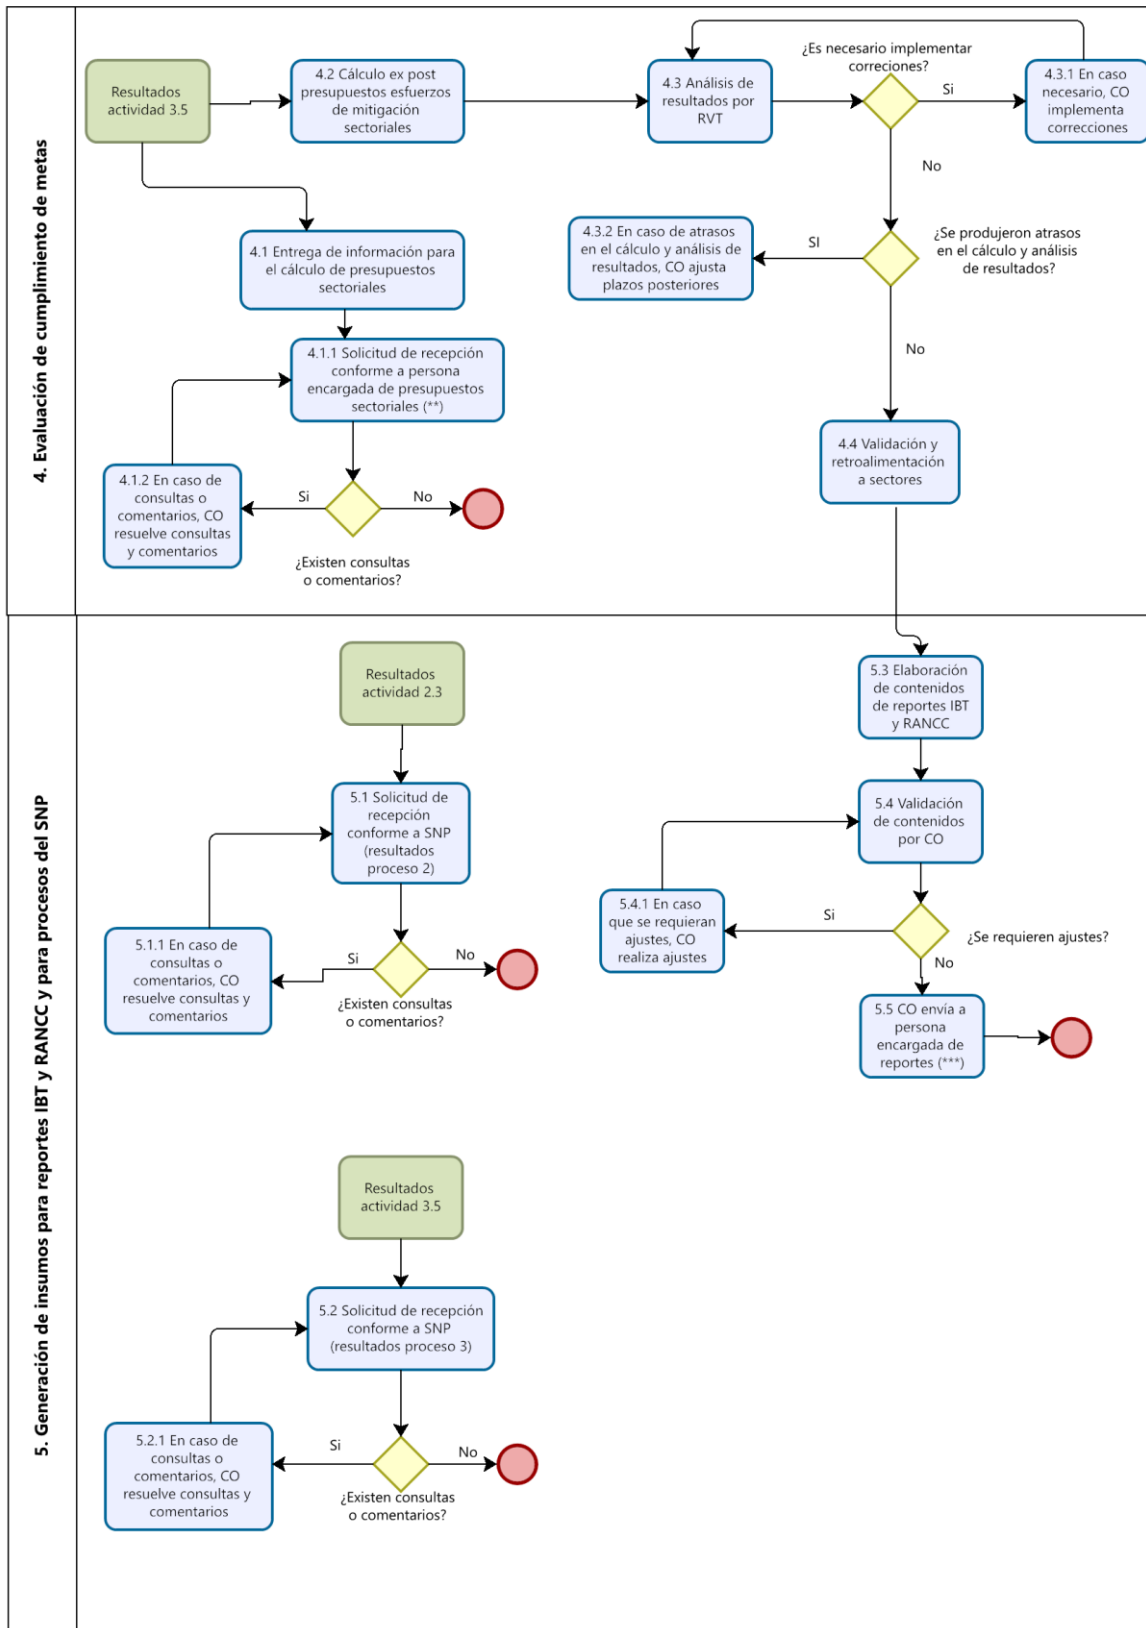 4. Evaluación de cumplimiento de metas
Resultados
actividad 3.5
4.2 Cálculo ex post
presupuestos esfuerzos
de mitigación
sectoriales
4.3 Análisis de
resultados por
RVT
¿Es necesario implementar
correciones?
Si
4.3.1 En caso
necesario, CO
implementa
correcciones
No
4.1 Entrega de información para
el cálculo de presupuestos
sectoriales
4.3.2 En caso de atrasos
en el cálculo y análisis de
resultados, CO ajusta
plazos posteriores
SI
¿Se produjeron atrasos
en el cálculo y análisis
de resultados?
No
4.1.1 Solicitud de recepción
conforme a persona
encargada de presupuestos
sectoriales (**)
4.4 Validación y
retroalimentación
a sectores
4.1.2 En caso de
consultas o
comentarios, CO
resuelve consultas
y comentarios
Si
No
¿Existen consultas
o comentarios?
5. Generación de insumos para reportes IBT y RANCC y para procesos del SNP
Resultados
actividad 2.3
5.3 Elaboración
de contenidos
de reportes IBT
y RANCC
5.1 Solicitud de
recepción
conforme a SNP
(resultados
proceso 2)
5.4 Validación
de contenidos
por CO
5.4.1 En caso
que se requieran
ajustes, CO
realiza ajustes
Si
¿Se requieren ajustes?
No
5.1.1 En caso de
consultas o
comentarios, CO
resuelve consultas y
comentarios
Si
No
¿Existen consultas
o comentarios?
5.5 CO envía a
persona
encargada de
reportes (***)
Resultados
actividad 3.5
5.2 Solicitud de recepción
conforme a SNP
(resultados proceso 3)
5.2.1 En caso de
consultas o
comentarios, CO
resuelve consultas y
comentarios
Si
No
¿Existen consultas
o comentarios?